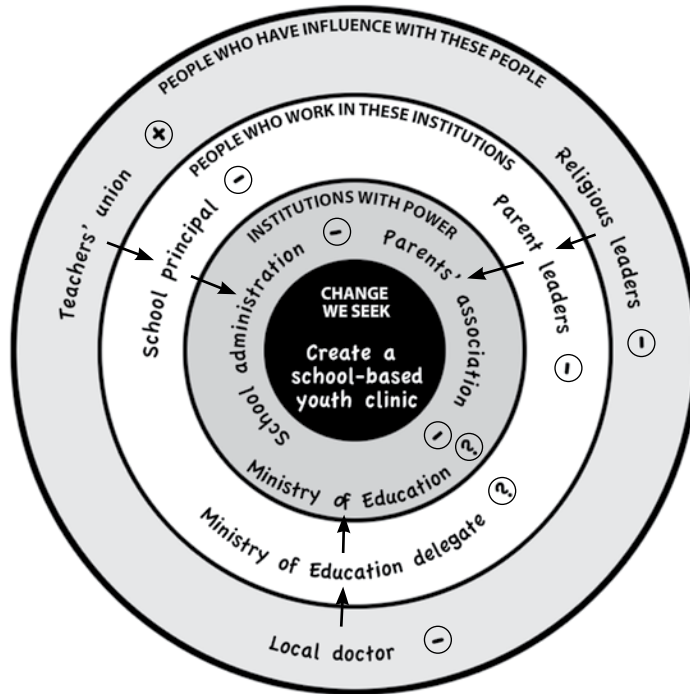 PEOPLE WHO HAVE INFLUENCE WITH THESE PEOPLE
PEOPLE WHO WORK IN THESE INSTITUTIONS
INSTITUTIONS WITH POWER
CHANGE
WE SEEK
Create a
school-based
youth clinic
Teachers' union
×
School principal
−
School administration
−
Parents' association
−
Parent leaders
−
Religious leaders
−
Ministry of Education
?
Ministry of Education delegate
?
Local doctor
−